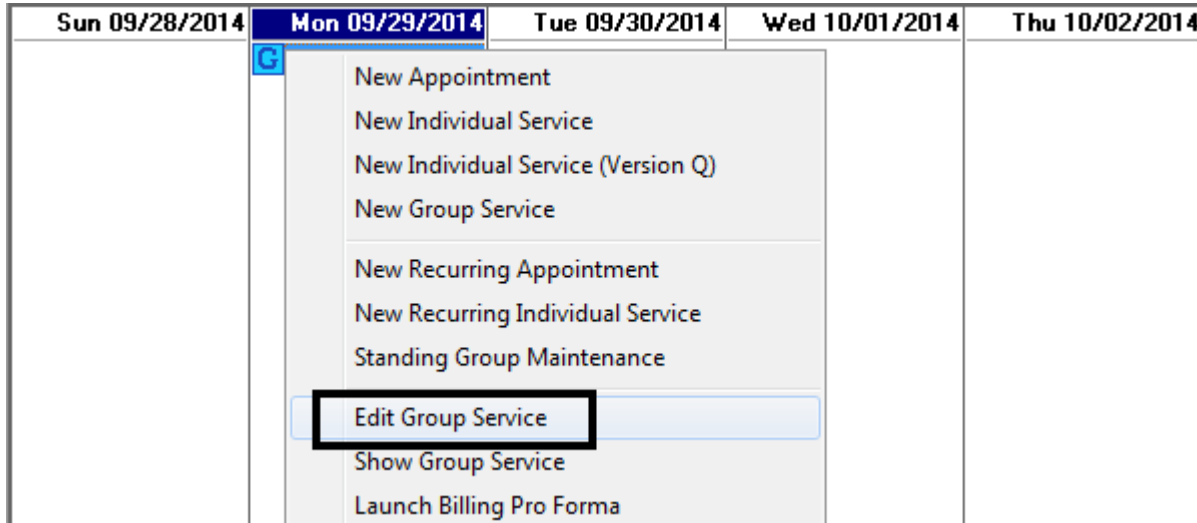 Sun 09/28/2014 Mon 09/29/2014 Tue 09/30/2014 Wed 10/01/2014 Thu 10/02/2014
G
New Appointment
New Individual Service
New Individual Service (Version Q)
New Group Service
New Recurring Appointment
New Recurring Individual Service
Standing Group Maintenance
Edit Group Service
Show Group Service
Launch Billing Pro Forma